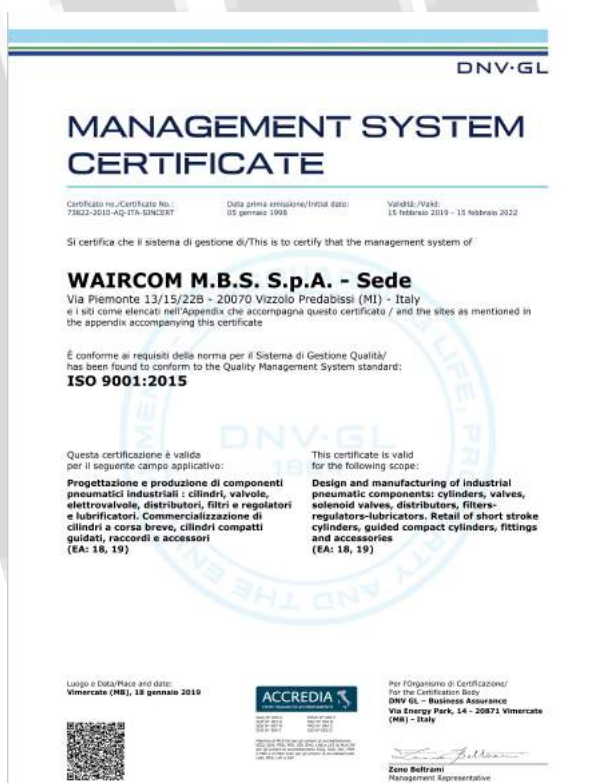 DNV·GL
MANAGEMENT SYSTEM
CERTIFICATE
Certificato no./Certificate No.:
73822-2010-AQ-ITA-SINCERT
Data prima emissione/Initial date:
05 gennaio 1998
Validità:/Valid:
15 febbraio 2019 - 15 febbraio 2022
Si certifica che il sistema di gestione di/This is to certify that the management system of
WAIRCOM M.B.S. S.p.A. - Sede
Via Piemonte 13/15/22B - 20070 Vizzolo Predabissi (MI) - Italy
e i siti come elencati nell'Appendix che accompagna questo certificato / and the sites as mentioned in
the appendix accompanying this certificate
È conforme ai requisiti della norma per il Sistema di Gestione Qualità/
has been found to conform to the Quality Management System standard:
ISO 9001:2015
DNV·GL
Questa certificazione è valida
per il seguente campo applicativo:
Progettazione e produzione di componenti
pneumatici industriali : cilindri, valvole,
elettrovalvole, distributori, filtri e regolatori
e lubrificatori. Commercializzazione di
cilindri a corsa breve, cilindri compatti
guidati, raccordi e accessori
(EA: 18, 19)
This certificate is valid
for the following scope:
Design and manufacturing of industrial
pneumatic components: cylinders, valves,
solenoid valves, distributors, filters-
regulators-lubricators. Retail of short stroke
cylinders, guided compact cylinders, fittings
and accessories
(EA: 18, 19)
Luogo e Data/Place and date:
Vimercate (MB), 18 gennaio 2019
ACCREDIA
Per l'Organismo di Certificazione/
For the Certification Body
DNV GL – Business Assurance
Via Energy Park, 14 - 20871 Vimercate
(MB) - Italy
Zeno Beltrami
Management Representative